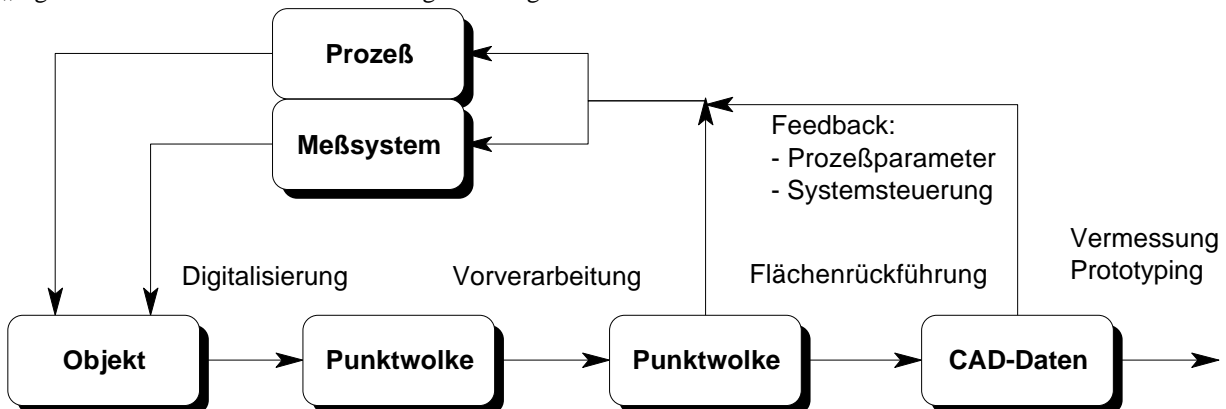 Prozeß
Meßsystem
Feedback:
- Prozeßparameter
- Systemsteuerung
Vermessung
Prototyping
Digitalisierung
Vorverarbeitung
Flächenrückführung
Objekt
Punktwolke
Punktwolke
CAD-Daten